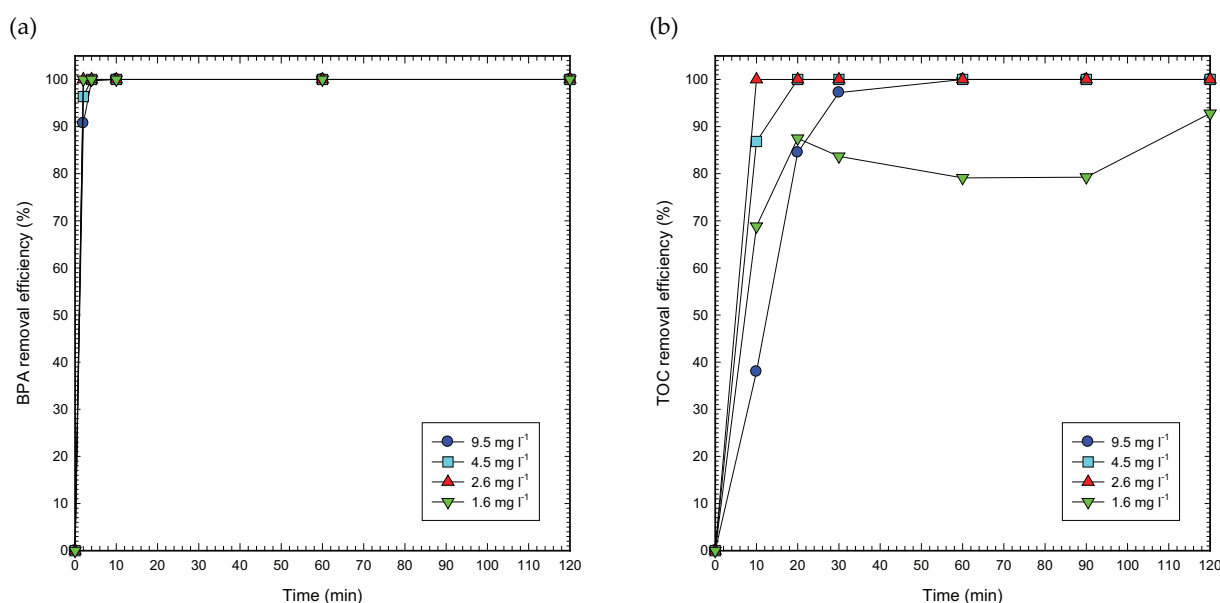 (a)
BPA removal efficiency (%)
100
90
80
70
60
50
40
30
20
10
0
0 10 20 30 40 50 60 70 80 90 100 110 120
Time (min)
9.5 mg l⁻¹
4.5 mg l⁻¹
2.6 mg l⁻¹
1.6 mg l⁻¹
(b)
TOC removal efficiency (%)
100
90
80
70
60
50
40
30
20
10
0
0 10 20 30 40 50 60 70 80 90 100 110 120
Time (min)
9.5 mg l⁻¹
4.5 mg l⁻¹
2.6 mg l⁻¹
1.6 mg l⁻¹